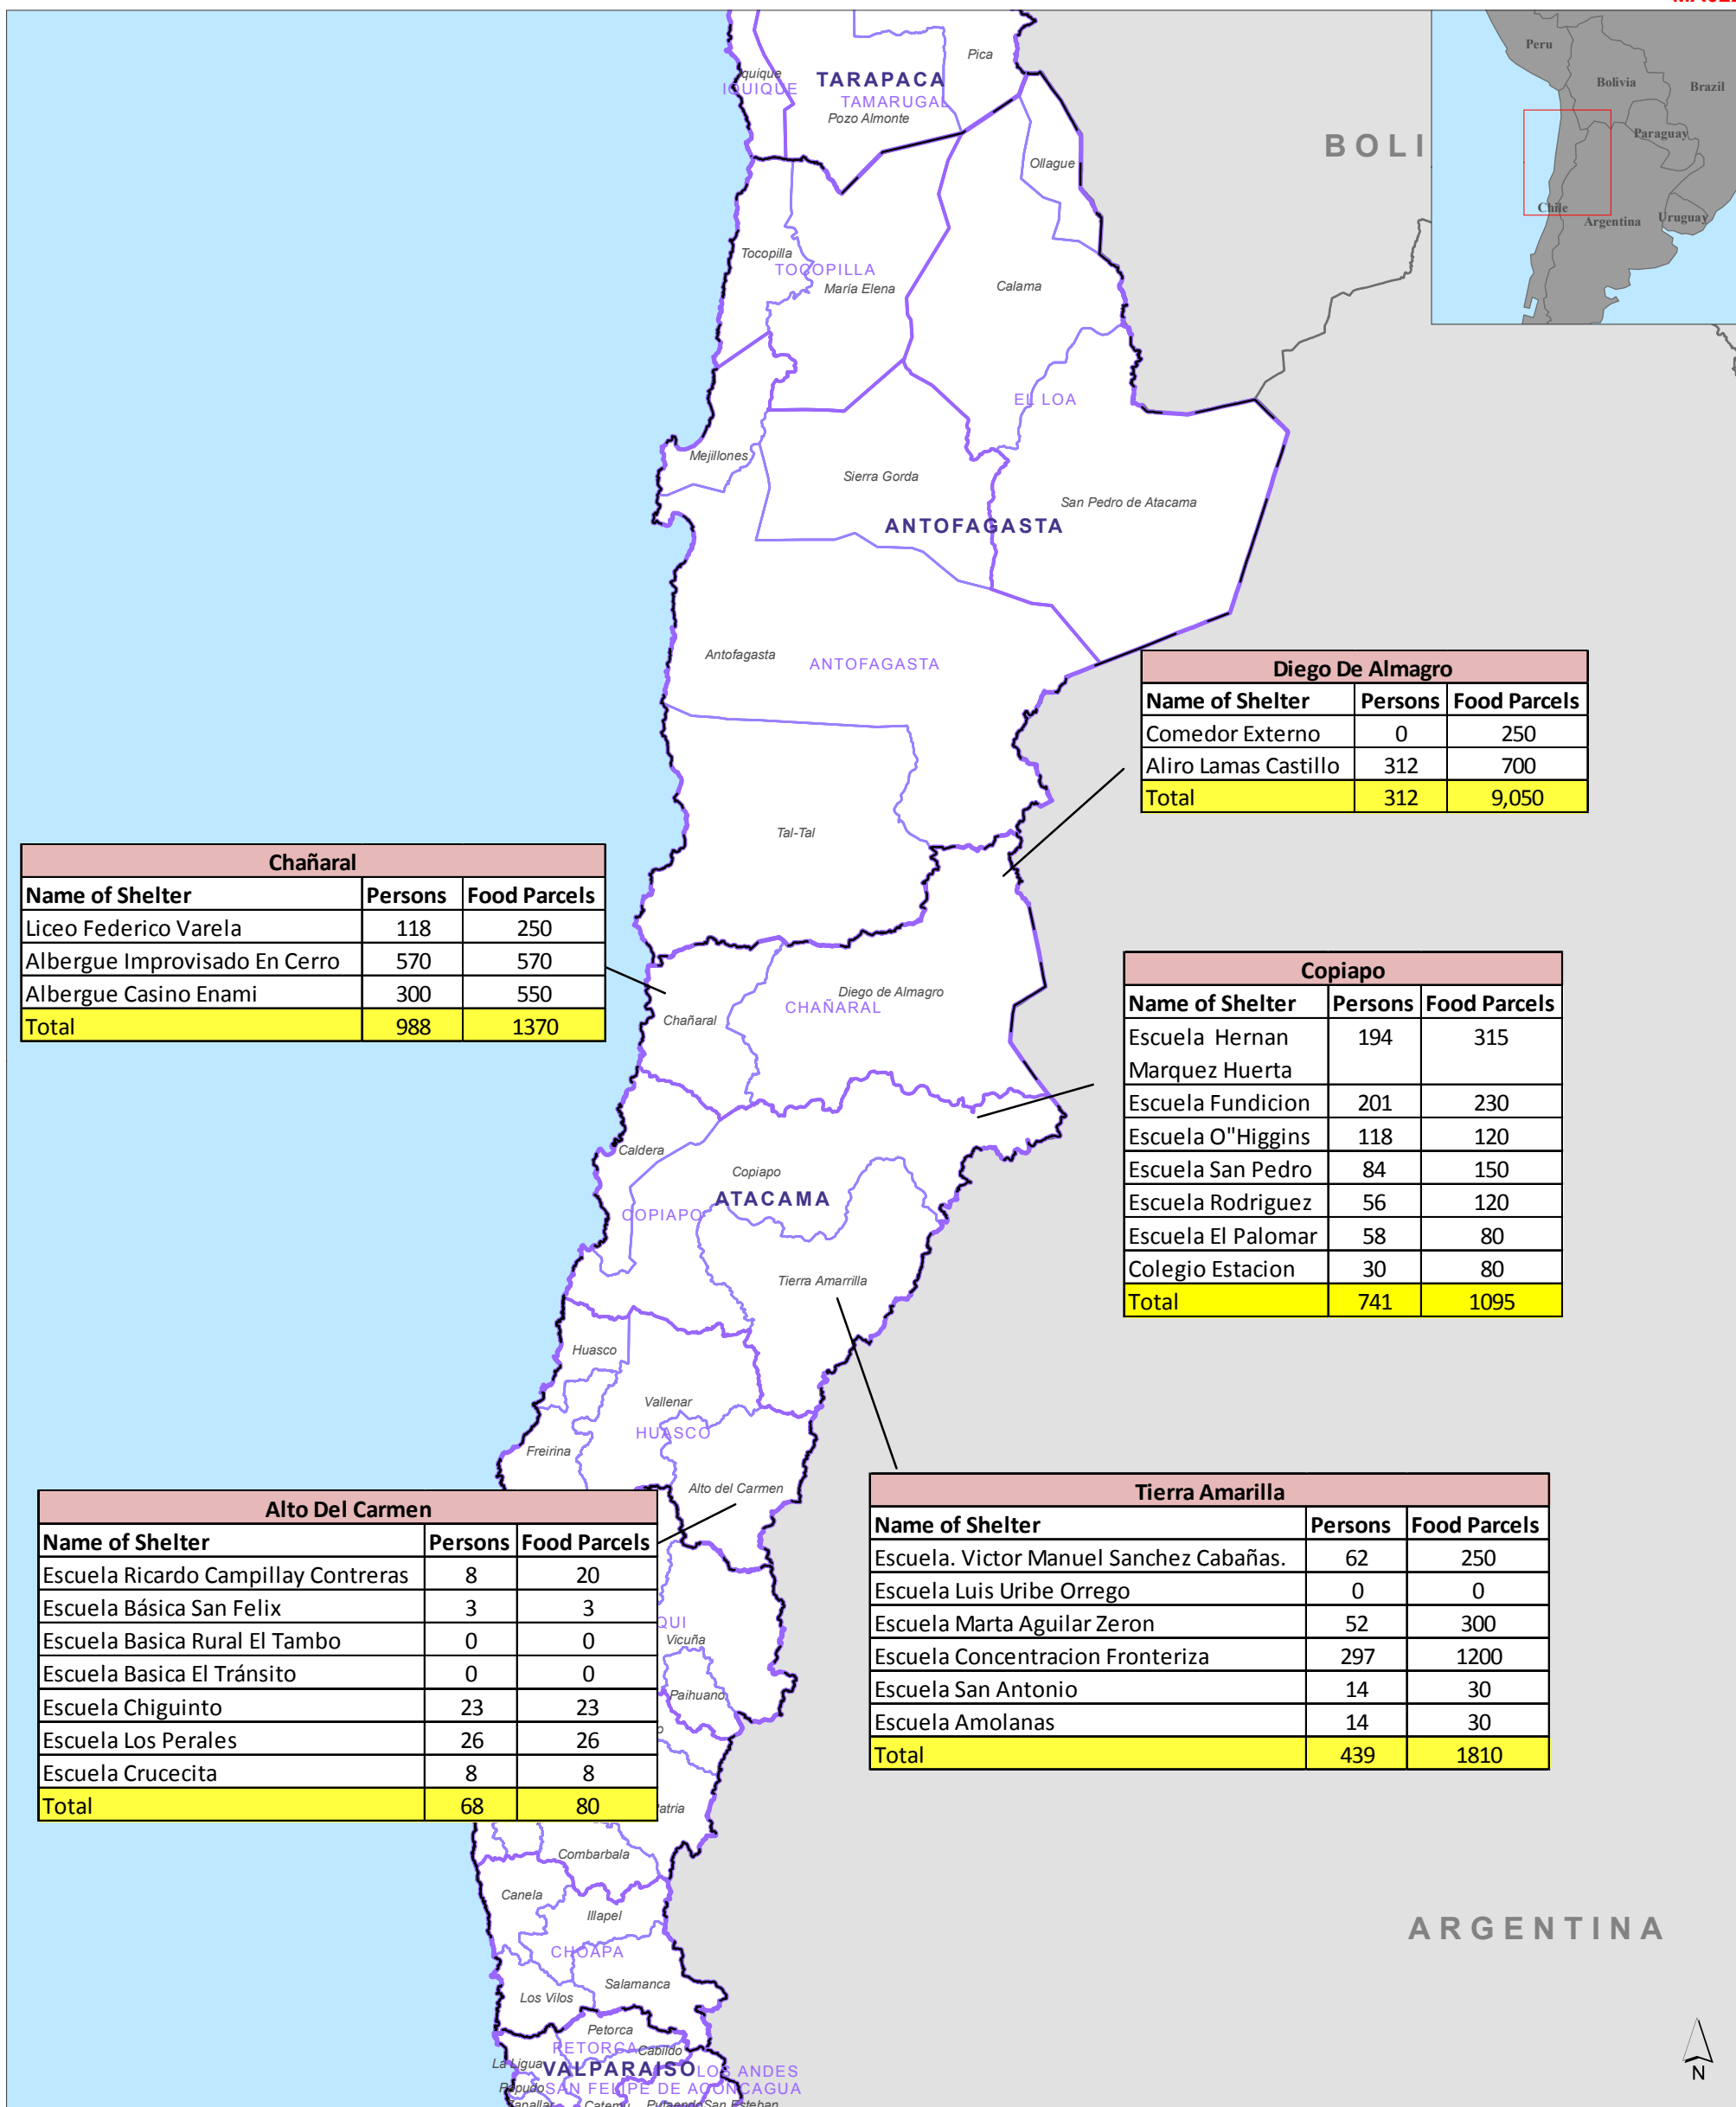 Pica
Iquique
TARAPACA
IQUIQUE
TAMARUGAL
Pozo Almonte
Peru
Bolivia
Brazil
Paraguay
Chile
Argentina
Uruguay
BOLI
Ollague
Tocopilla
TOCOPILLA
María Elena
Calama
EL LOA
Mejillones
Sierra Gorda
San Pedro de Atacama
ANTOFAGASTA
Antofagasta
ANTOFAGASTA
Diego De Almagro
Name of Shelter Persons Food Parcels
Comedor Externo 0 250
Aliro Lamas Castillo 312 700
Total 312 9,050
Tal-Tal
Chañaral
Name of Shelter Persons Food Parcels
Liceo Federico Varela 118 250
Albergue Improvisado En Cerro 570 570
Albergue Casino Enami 300 550
Total 988 1370
Diego de Almagro
CHAÑARAL
Chañaral
Copiapo
Name of Shelter Persons Food Parcels
Escuela Hernan 194 315
Marquez Huerta
Escuela Fundicion 201 230
Escuela O"Higgins 118 120
Escuela San Pedro 84 150
Escuela Rodriguez 56 120
Escuela El Palomar 58 80
Colegio Estacion 30 80
Total 741 1095
Caldera
Copiapo
ATACAMA
COPIAPO
Tierra Amarrilla
Huasco
Vallenar
HUASCO
Freirina
Alto del Carmen
Alto Del Carmen
Name of Shelter Persons Food Parcels
Escuela Ricardo Campillay Contreras 8 20
Escuela Básica San Felix 3 3
Escuela Basica Rural El Tambo 0 0
Escuela Basica El Tránsito 0 0
Escuela Chiguinto 23 23
Escuela Los Perales 26 26
Escuela Crucecita 8 8
Total 68 80
Tierra Amarilla
Name of Shelter Persons Food Parcels
Escuela. Victor Manuel Sanchez Cabañas. 62 250
Escuela Luis Uribe Orrego 0 0
Escuela Marta Aguilar Zeron 52 300
Escuela Concentracion Fronteriza 297 1200
Escuela San Antonio 14 30
Escuela Amolanas 14 30
Total 439 1810
QUI
Vicuña
Paihuano
atria
Combarbala
Canela
Illapel
CHOAPA
Salamanca
Los Vilos
ARGENTINA
Petorca
PETORCA
Cabildo
La Ligua
VALPARAISO
LOS ANDES
Papudo
SAN FELIPE DE ACONCAGUA
Zapallar
Catemu
Putaendo
San Esteban
N